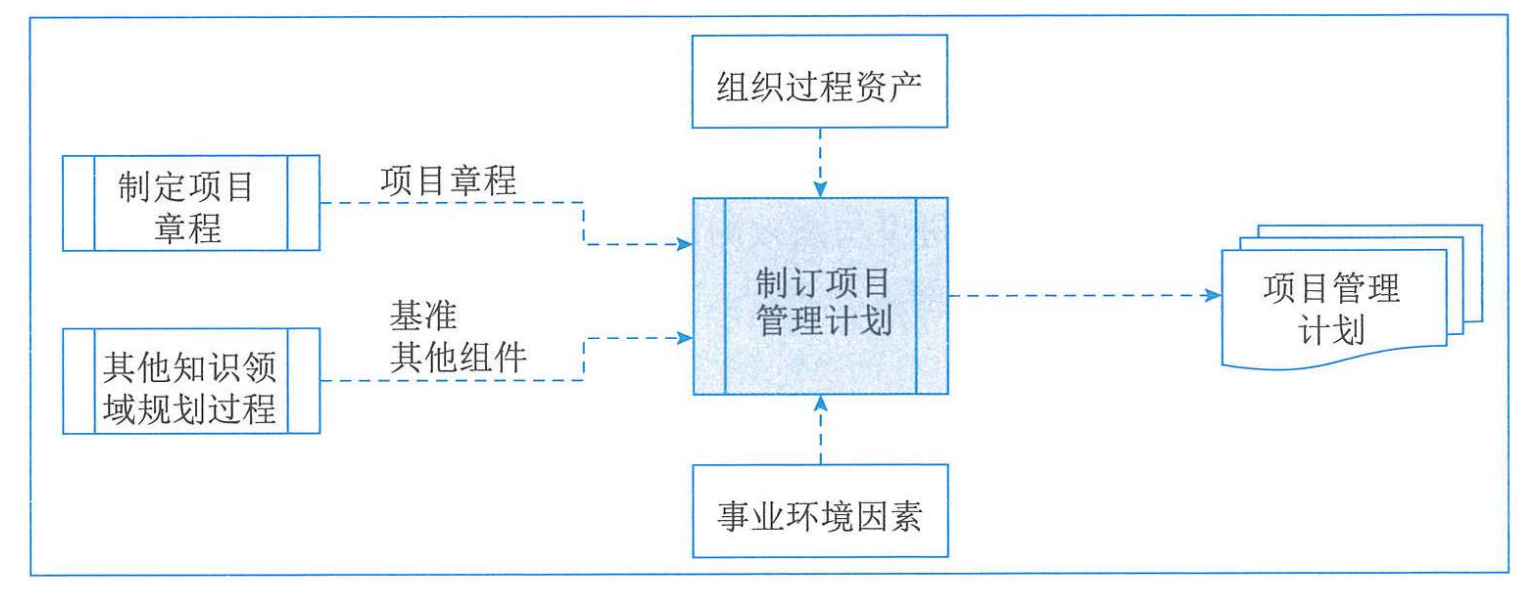 组织过程资产
制定项目
章程
项目章程
制订项目
管理计划
项目管理
计划
基准
其他组件
其他知识领
域规划过程
事业环境因素